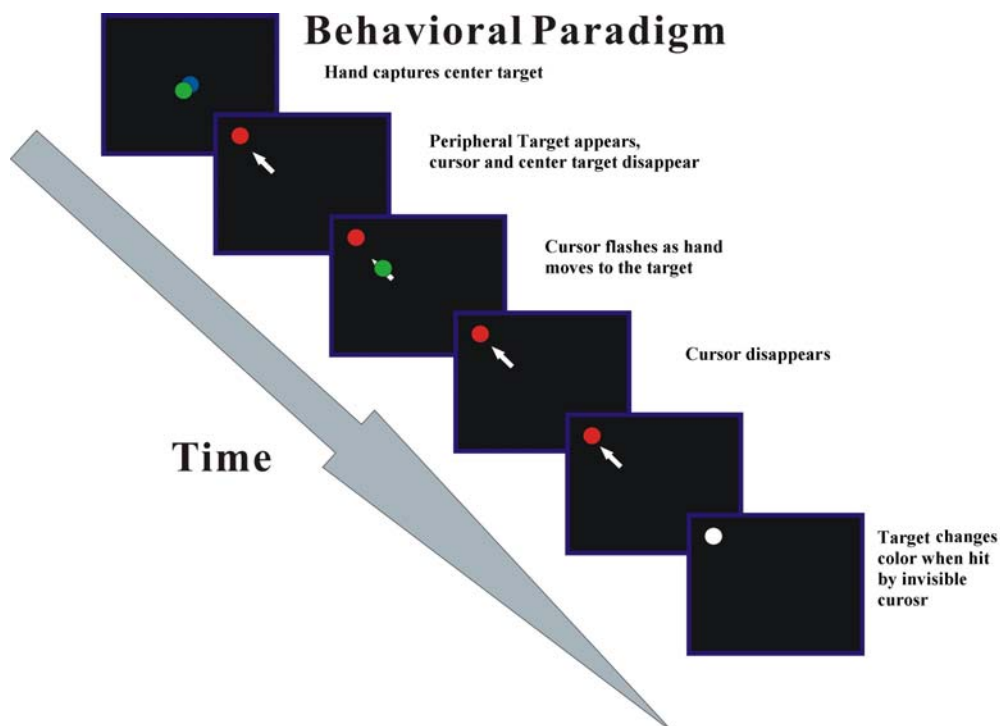 Behavioral Paradigm
Hand captures center target
Peripheral Target appears,
cursor and center target disappear
Cursor flashes as hand
moves to the target
Cursor disappears
Time
Target changes
color when hit
by invisible
curosr